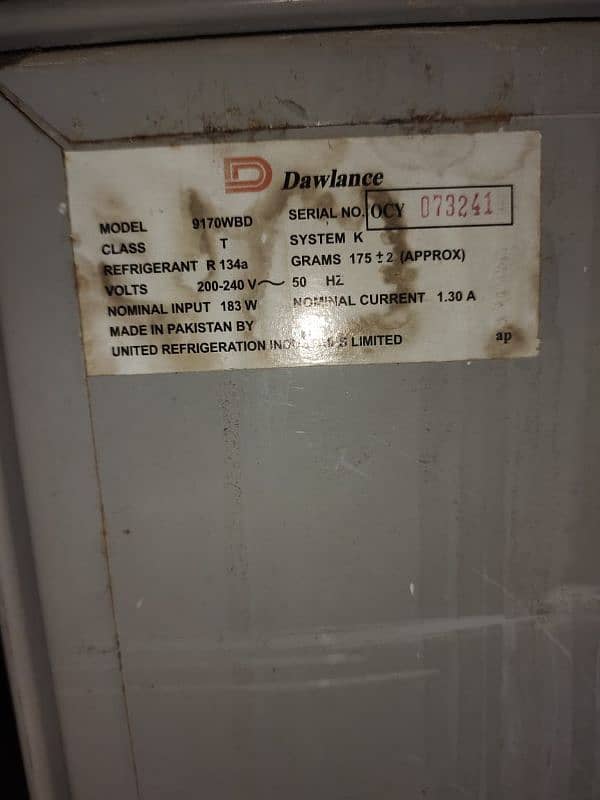 Dawlance
MODEL 9170WBD SERIAL NO. OCY 073241
CLASS T SYSTEM K
REFRIGERANT R 134a GRAMS 175 ± 2 (APPROX)
VOLTS 200-240 V~ 50 HZ
NOMINAL INPUT 183 W NOMINAL CURRENT 1.30 A
MADE IN PAKISTAN BY
UNITED REFRIGERATION LIMITED
ap